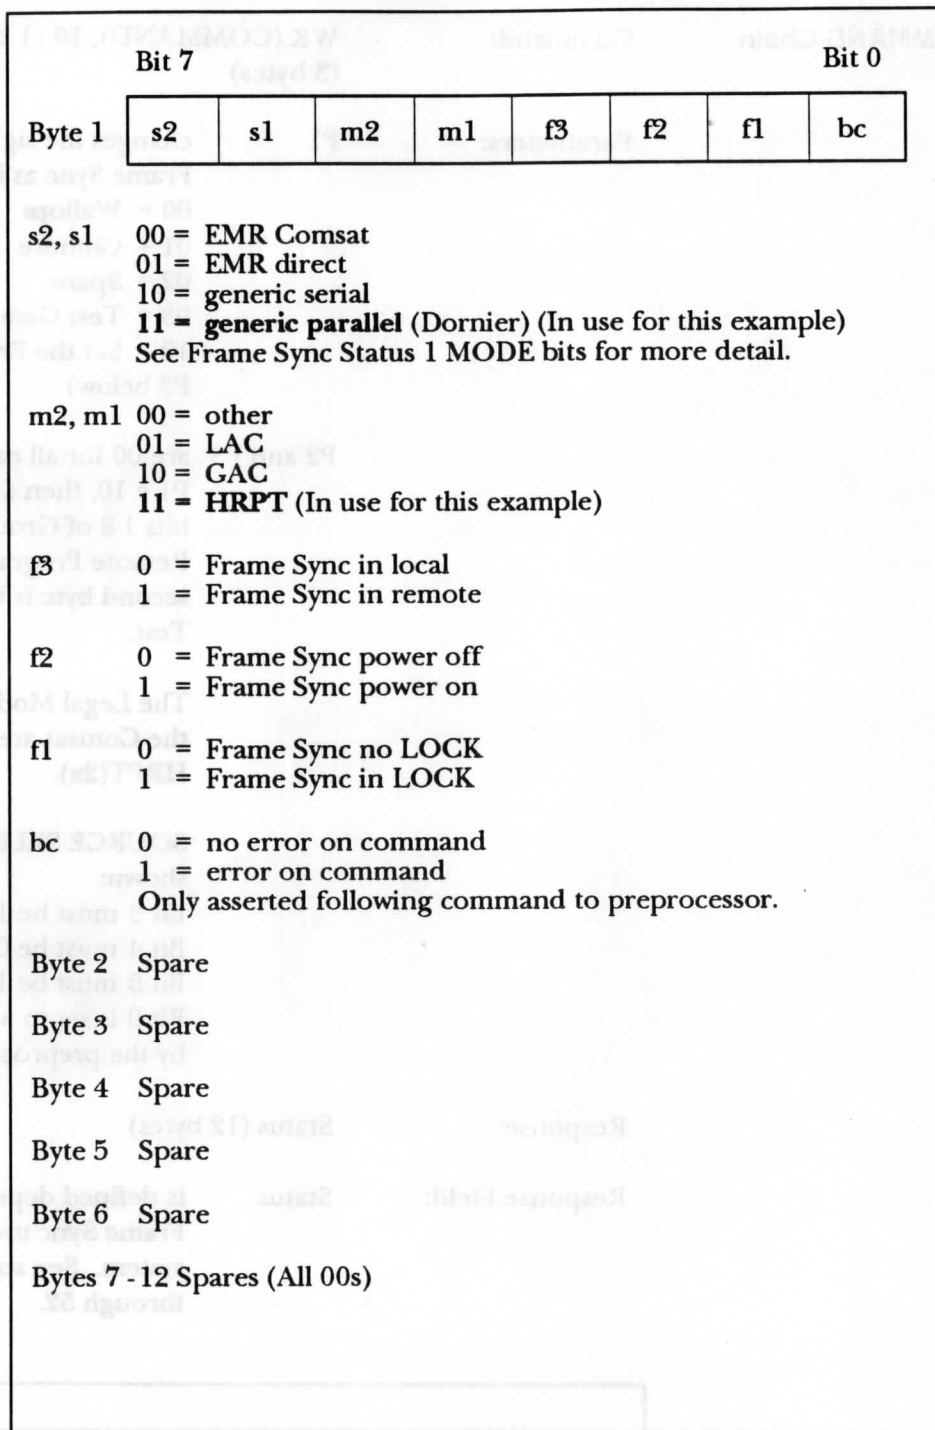 Bit 7 Bit 0
Byte 1 s2 s1 m2 m1 f3 f2 f1 bc
s2, s1 00 = EMR Comsat
01 = EMR direct
10 = generic serial
11 = generic parallel (Dornier) (In use for this example)
See Frame Sync Status 1 MODE bits for more detail.
m2, m1 00 = other
01 = LAC
10 = GAC
11 = HRPT (In use for this example)
f3 0 = Frame Sync in local
1 = Frame Sync in remote
f2 0 = Frame Sync power off
1 = Frame Sync power on
f1 0 = Frame Sync no LOCK
1 = Frame Sync in LOCK
bc 0 = no error on command
1 = error on command
Only asserted following command to preprocessor.
Byte 2 Spare
Byte 3 Spare
Byte 4 Spare
Byte 5 Spare
Byte 6 Spare
Bytes 7 - 12 Spares (All 00s)